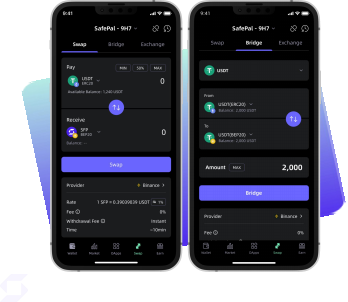 9:41
SafePal - 9H7
Swap Bridge Exchange
Pay
MIN 50% MAX
USDT
ERC20
0
Available Balance: 1,240 USDT
Receive
SFP
BEP20
0
Balance: --
Swap
Provider Binance
Rate 1 SFP = 0.39039039 USDT 1%
Fee 0%
Withdrawal Fee Instant
Time ~10min
Wallet Market DApps Swap Earn
9:41
SafePal - 9H7
Swap Bridge Exchange
USDT
From
USDT(ERC20)
Balance: 2,000 USDT
To
USDT(BEP20)
Balance: 2,000 USDT
Amount MAX 2,000
Bridge
Provider Binance
Fee 0%
Wallet Market DApps Swap Earn